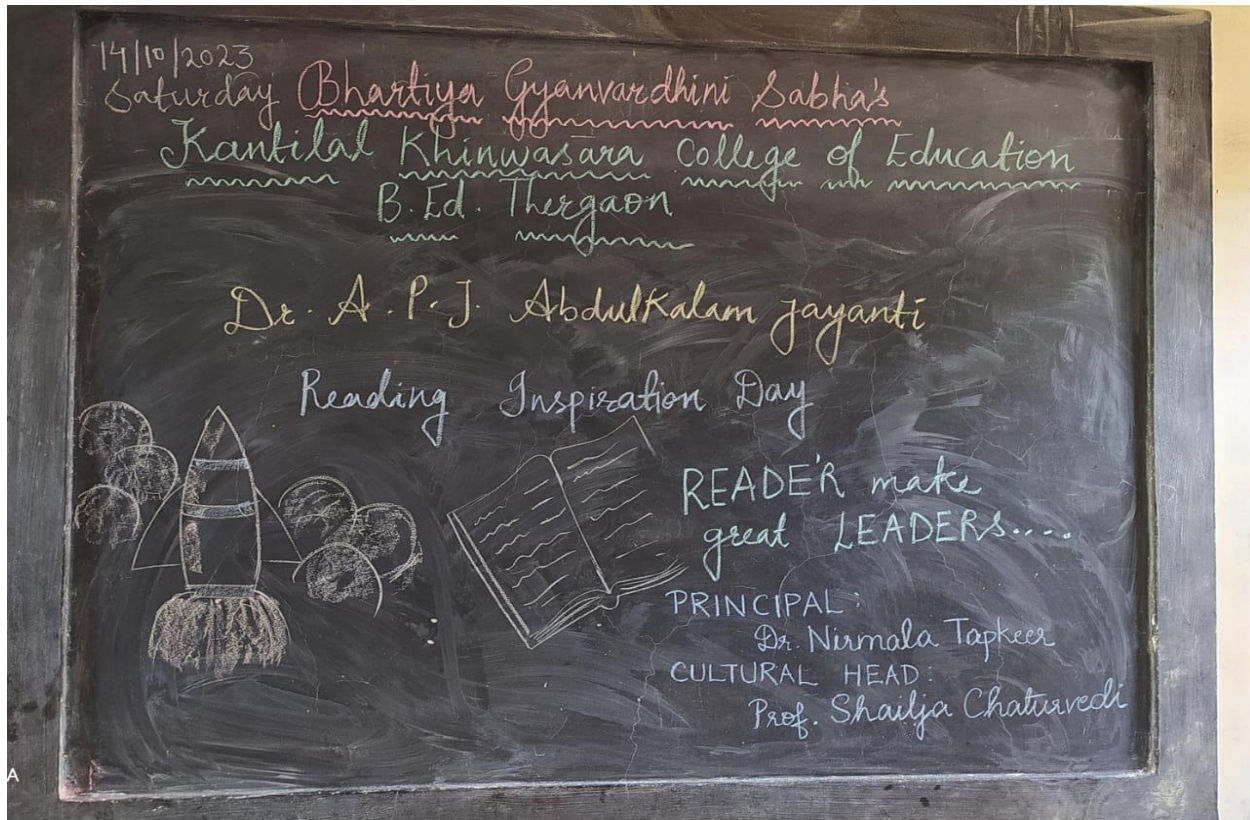 14/10/2023
Saturday Bhartiya Gyanvardhini Sabha's
Kantilal Khinwasara College of Education
B.Ed. Thergaon
Dr. A.P.J. Abdulkalam Jayanti
Reading Inspiration Day
READE'R make
great LEADERs....
PRINCIPAL:
Dr. Nirmala Tapkeer
CULTURAL HEAD:
Prof. Shailja Chaturvedi
A